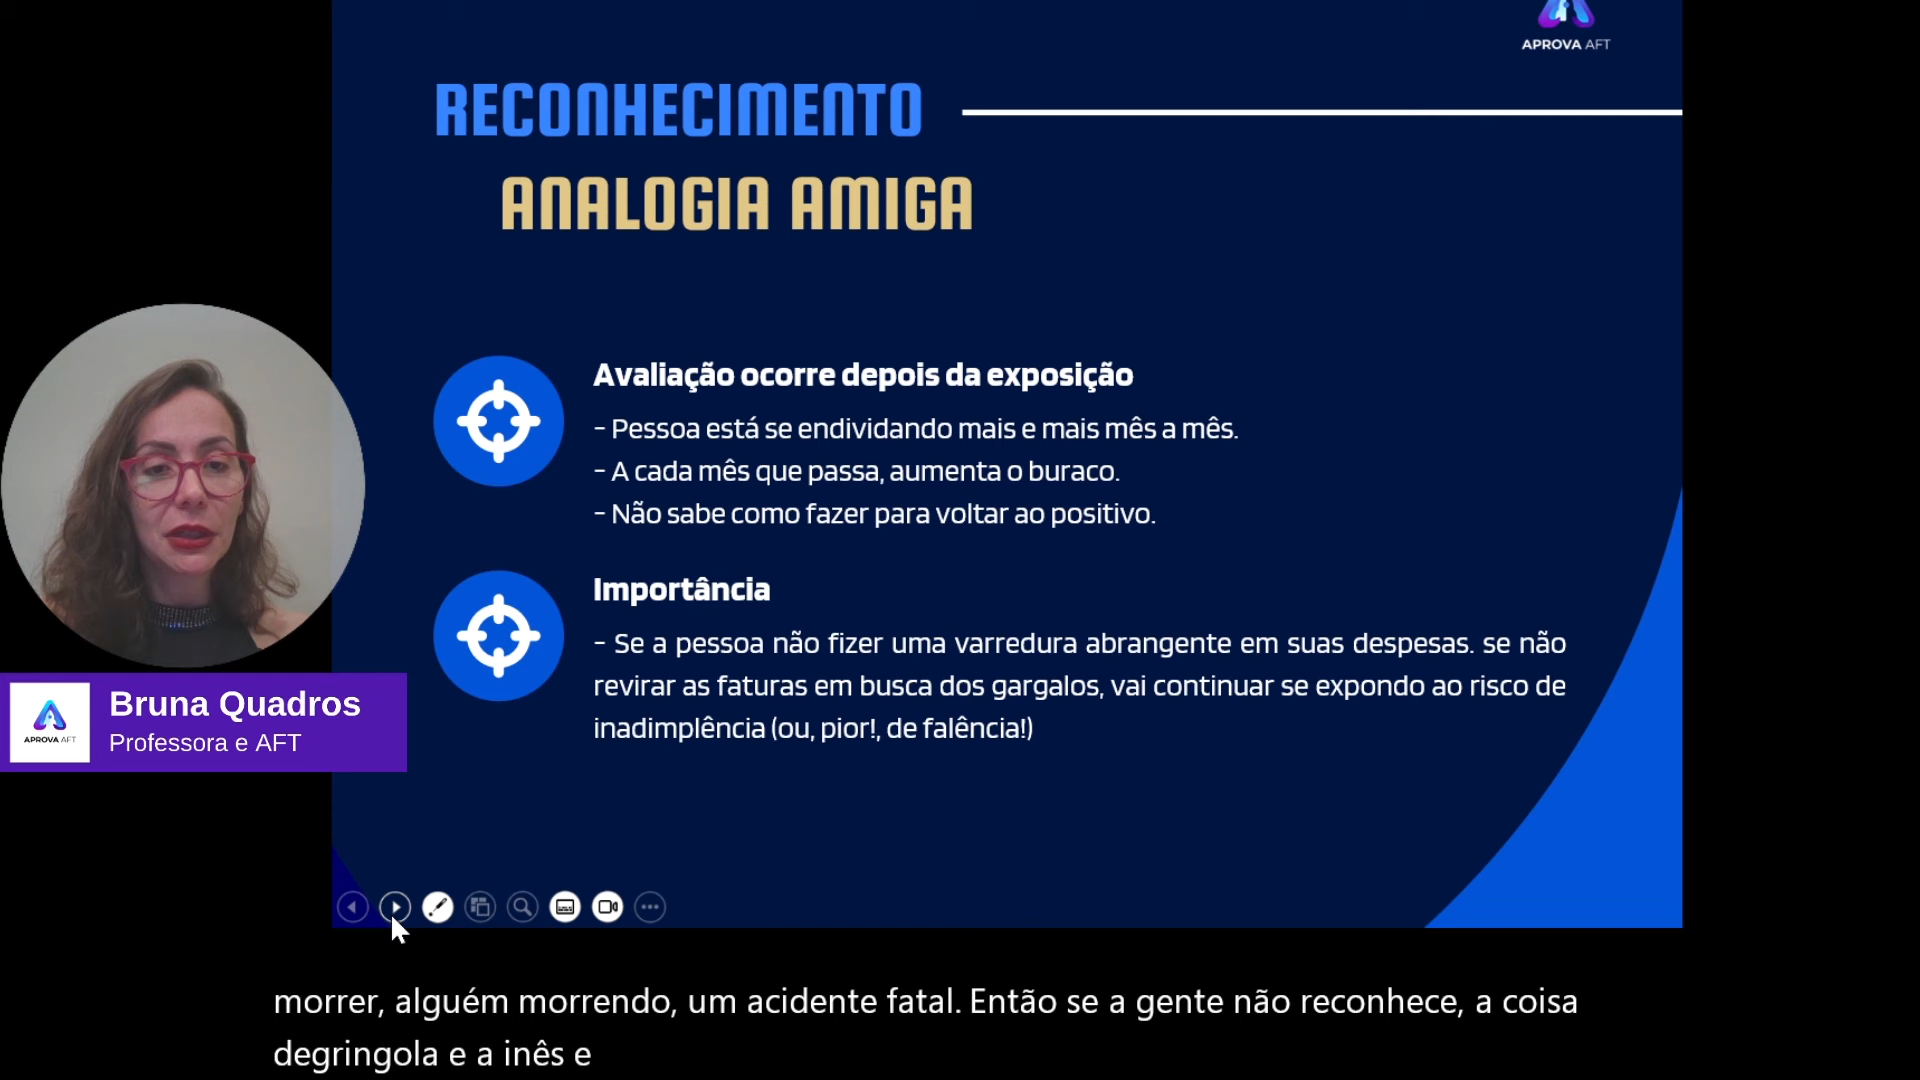 APROVA AFT
RECONHECIMENTO
ANALOGIA AMIGA
Avaliação ocorre depois da exposição
- Pessoa está se endividando mais e mais mês a mês.
- A cada mês que passa, aumenta o buraco.
- Não sabe como fazer para voltar ao positivo.
Importância
- Se a pessoa não fizer uma varredura abrangente em suas despesas. se não
revirar as faturas em busca dos gargalos, vai continuar se expondo ao risco de
inadimplência (ou, pior!, de falência!)
Bruna Quadros
Professora e AFT
APROVA AFT
morrer, alguém morrendo, um acidente fatal. Então se a gente não reconhece, a coisa
degringola e a inês e